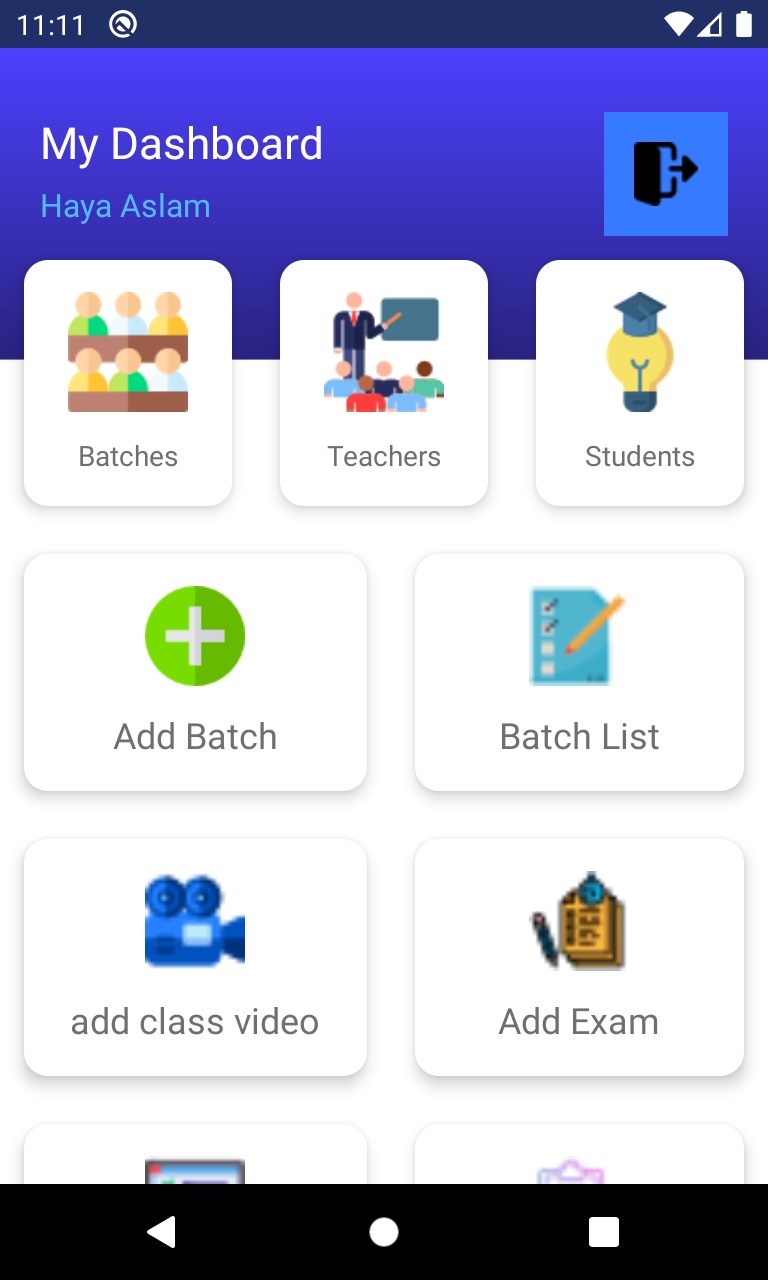 11:11
My Dashboard
Haya Aslam
Batches
Teachers
Students
Add Batch
Batch List
add class video
Add Exam